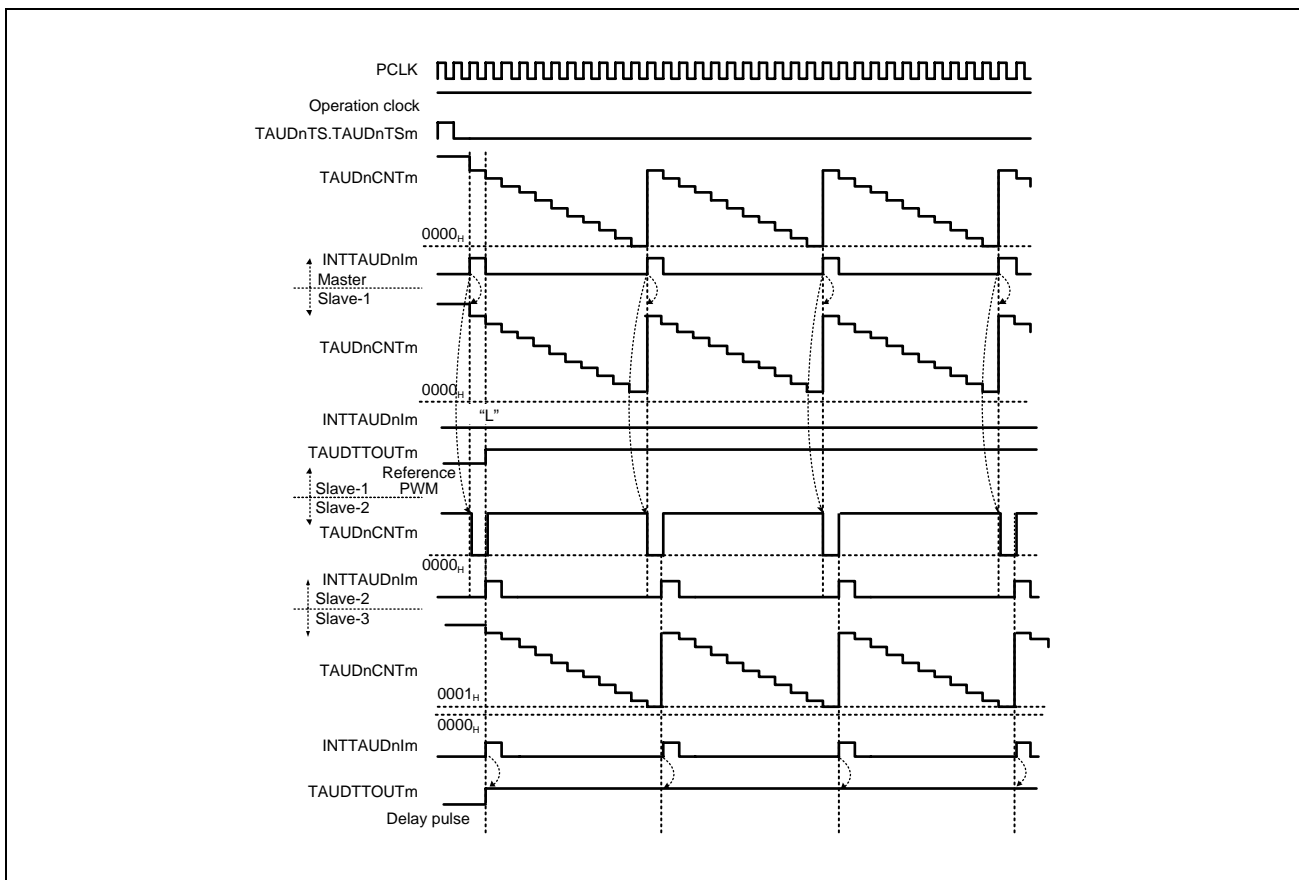 PCLK
Operation clock
TAUDnTS.TAUDnTSm
TAUDnCNTm
0000H
INTTAUDnIm
Master
Slave-1
TAUDnCNTm
0000H
INTTAUDnIm
“L”
TAUDTTOUTm
Reference
Slave-1 PWM
Slave-2
TAUDnCNTm
0000H
INTTAUDnIm
Slave-2
Slave-3
TAUDnCNTm
0001H
0000H
INTTAUDnIm
TAUDTTOUTm
Delay pulse